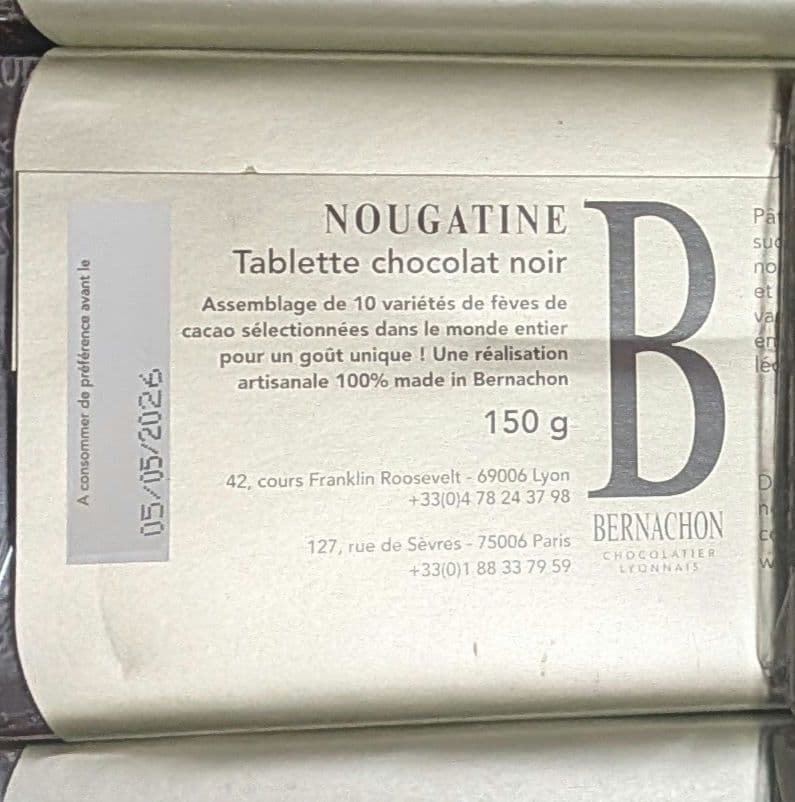 A consommer de préférence avant le
05/05/2026
NOUGATINE
Tablette chocolat noir
Assemblage de 10 variétés de fèves de
cacao sélectionnées dans le monde entier
pour un goût unique ! Une réalisation
artisanale 100% made in Bernachon
150 g
42, cours Franklin Roosevelt - 69006 Lyon
+33(0)4 78 24 37 98
127, rue de Sèvres - 75006 Paris
+33(0)1 88 33 79 59
B
BERNACHON
CHOCOLATIER
LYONNAIS
et